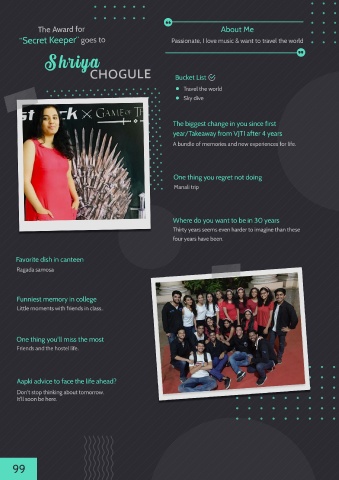 The Award for
"Secret Keeper" goes to
Shriya
CHOGULE
About Me
Passionate, I love music & want to travel the world
Bucket List
Travel the world
Sky dive
The biggest change in you since first
year/Takeaway from VJTI after 4 years
A bundle of memories and new experiences for life.
One thing you regret not doing
Manali trip
Where do you want to be in 30 years
Thirty years seems even harder to imagine than these
four years have been.
Favorite dish in canteen
Ragada samosa
Funniest memory in college
Little moments with friends in class.
One thing you'll miss the most
Friends and the hostel life.
Aapki advice to face the life ahead?
Don't stop thinking about tomorrow.
It'll soon be here.
99